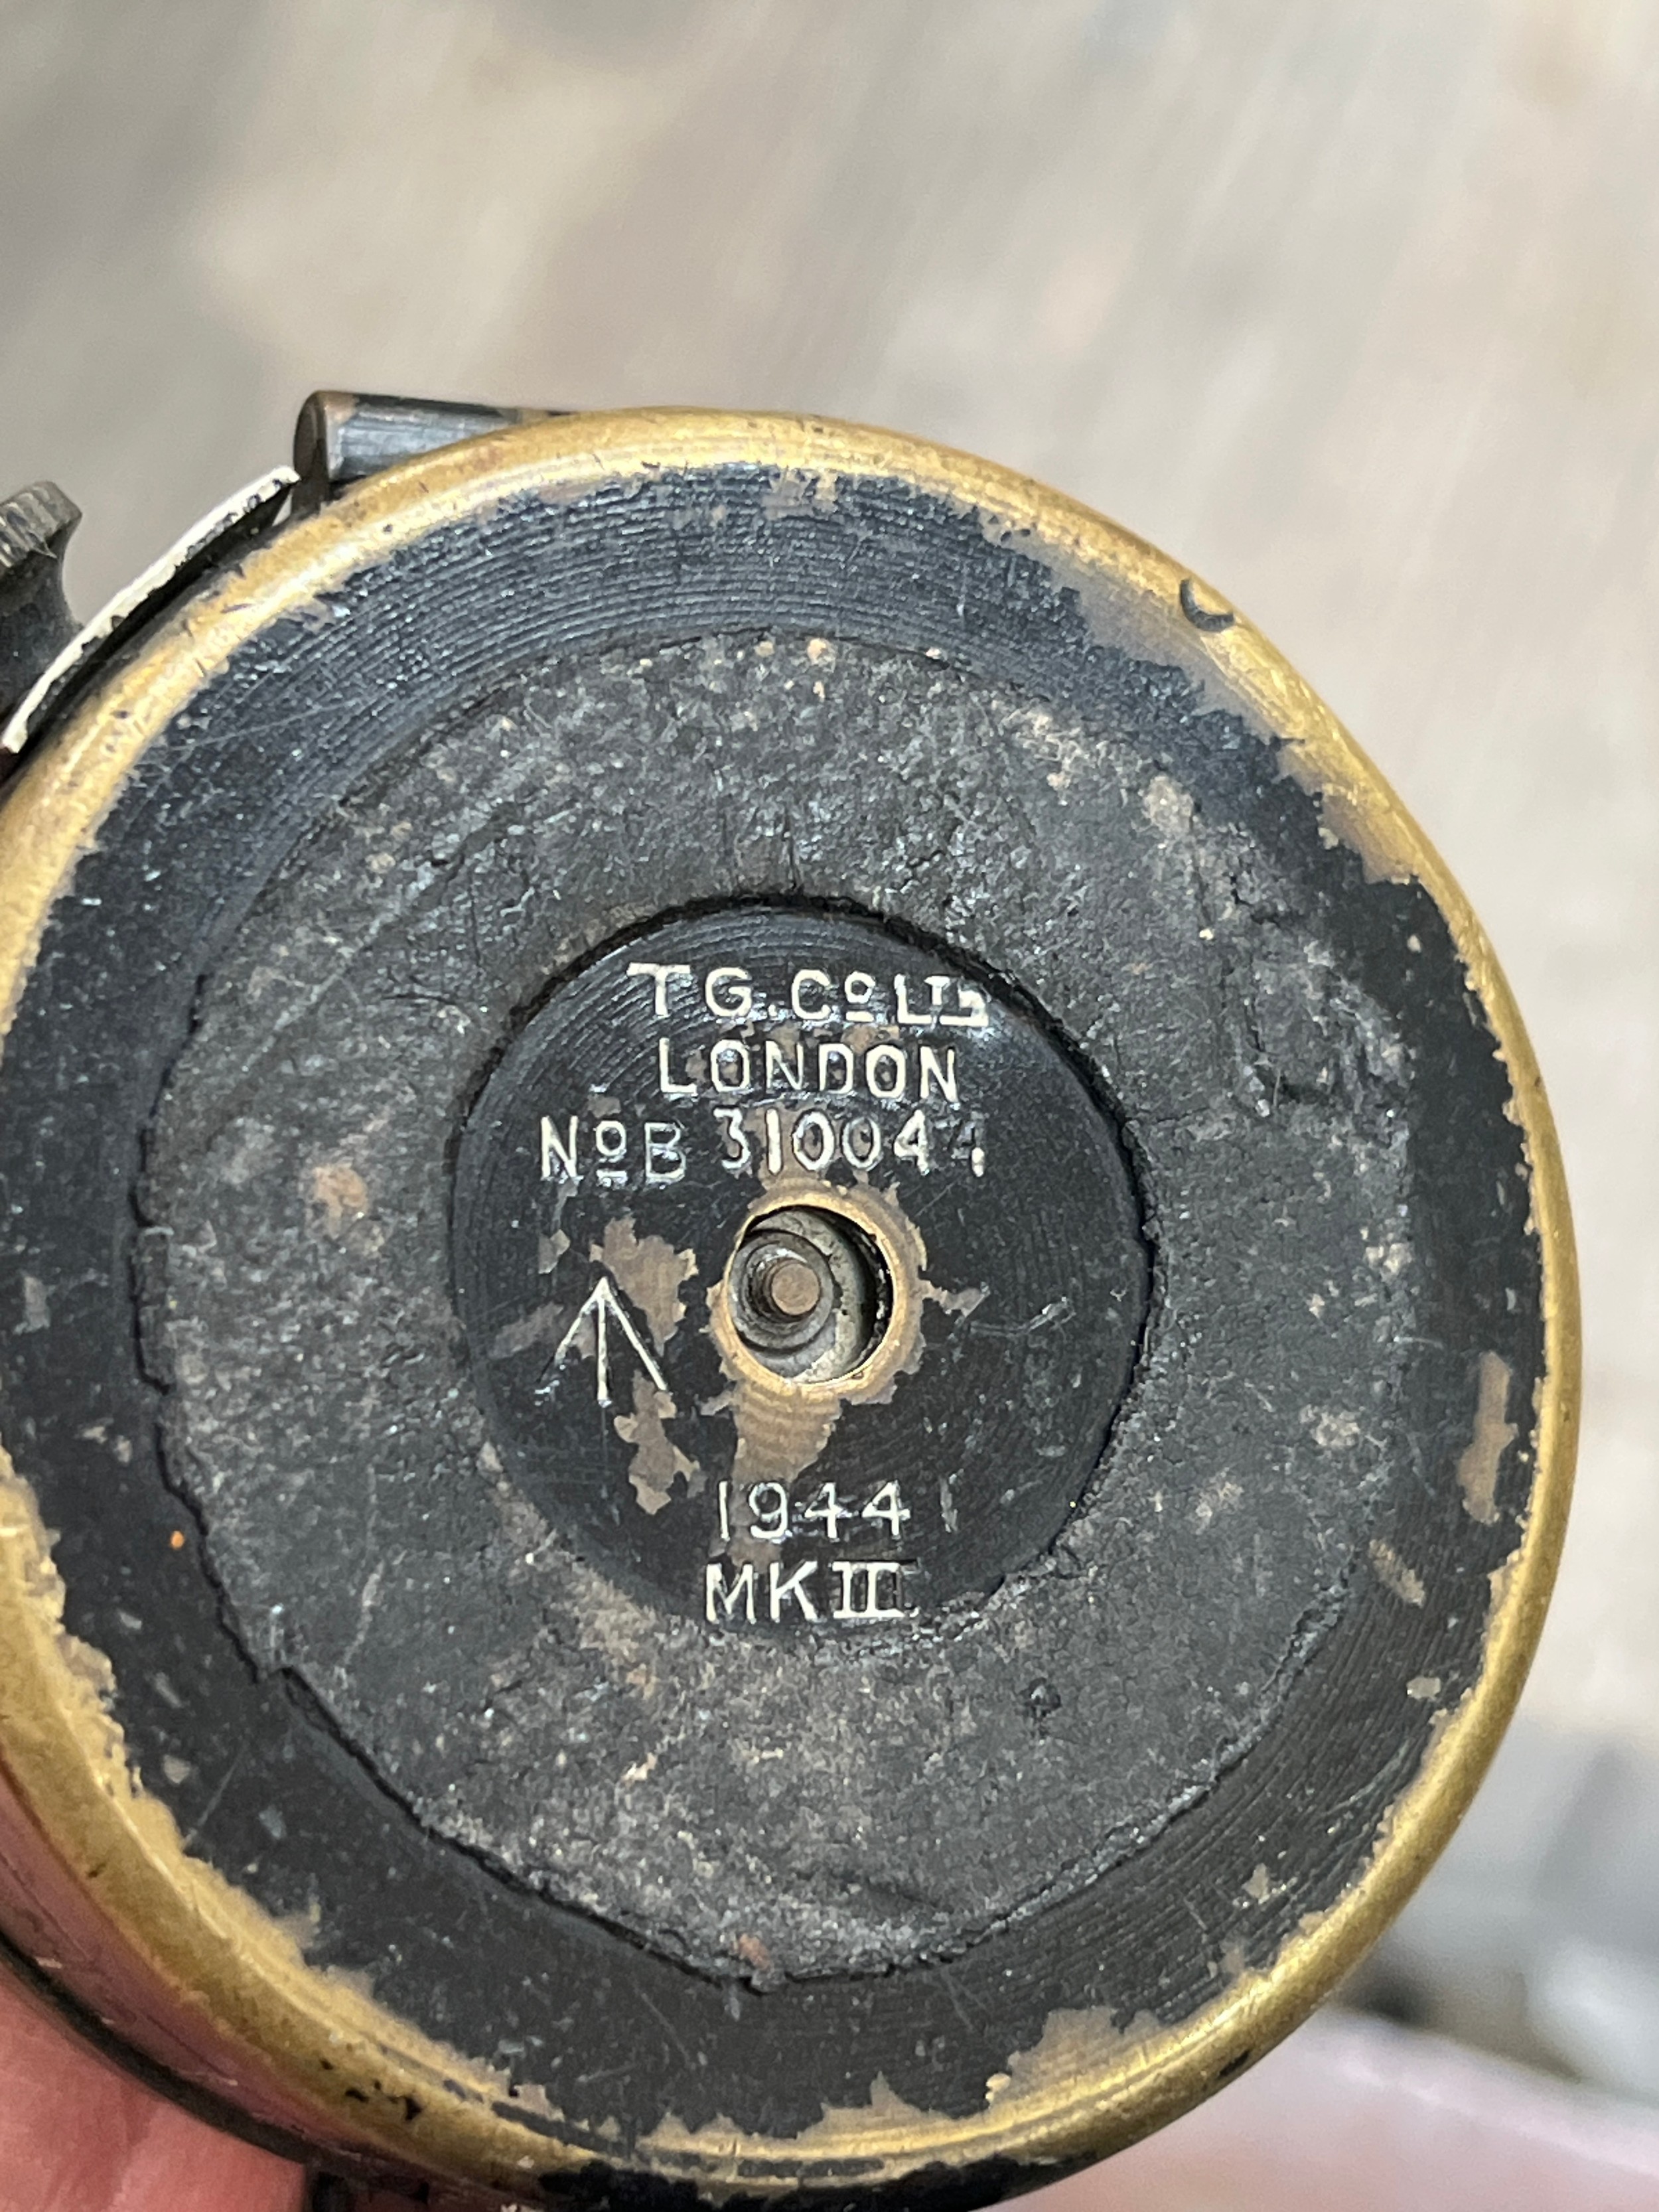 T.G. Cº LTD
LONDON
Nº B 310044
1944
MK III